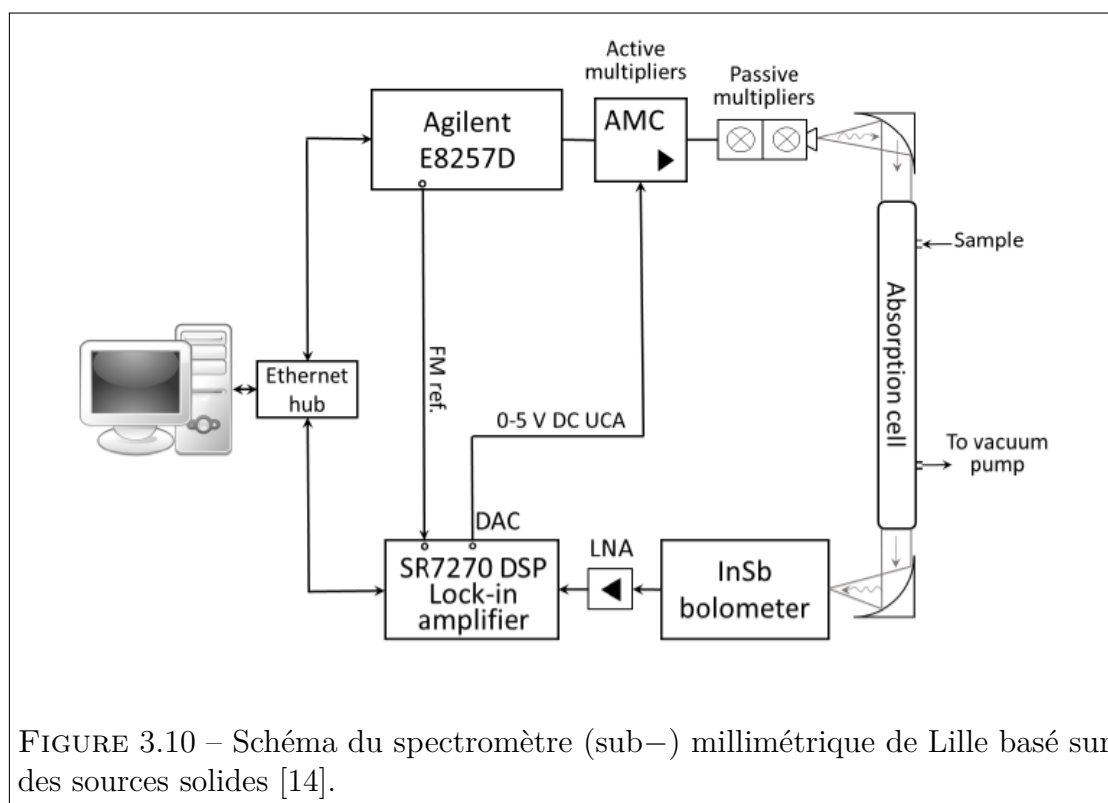 Active
multipliers
Passive
multipliers
Agilent
E8257D
AMC
Sample
Absorption cell
FM ref.
Ethernet
hub
0-5 V DC UCA
To vacuum
pump
DAC
LNA
SR7270 DSP
Lock-in
amplifier
InSb
bolometer
FIGURE 3.10 – Schéma du spectromètre (sub−) millimétrique de Lille basé sur
des sources solides [14].